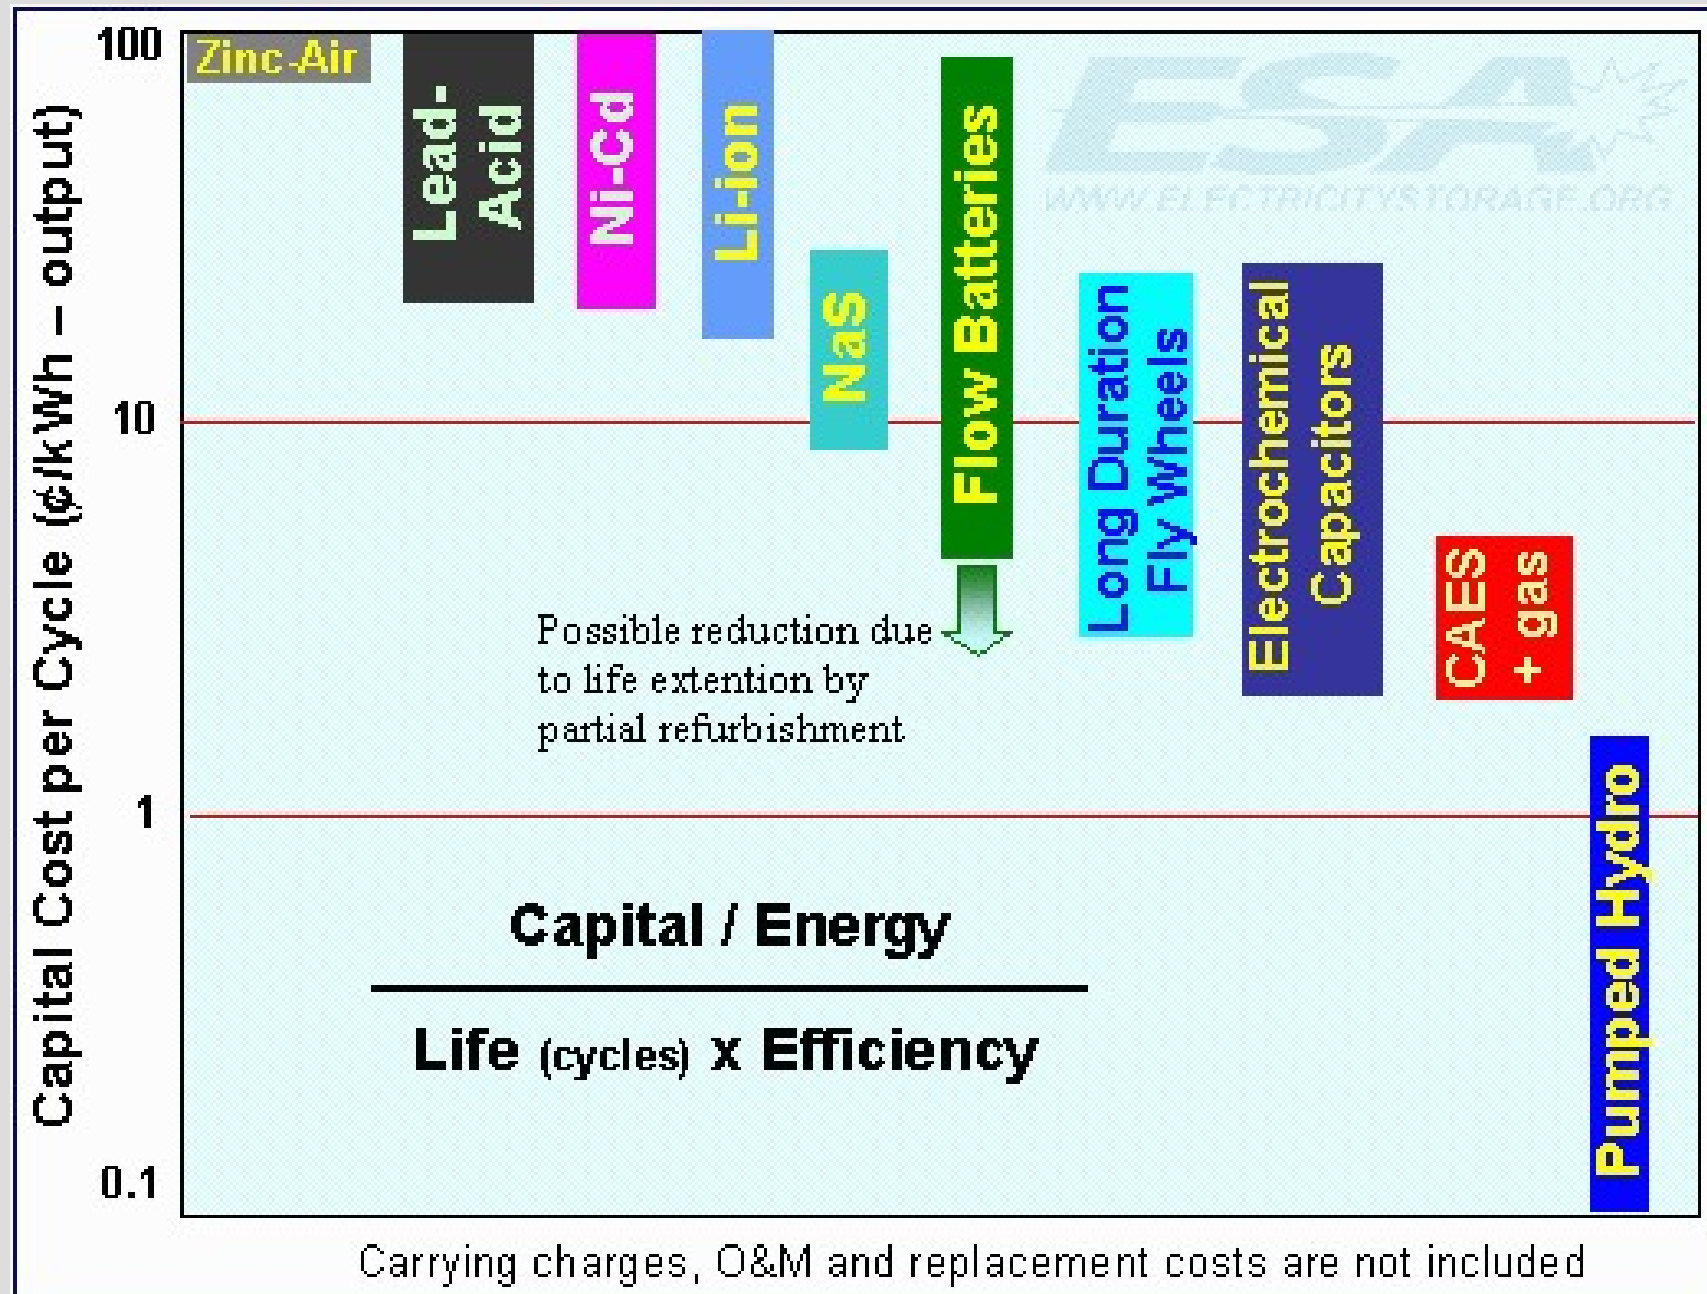 Capital Cost per Cycle (¢/kWh – output)
100
10
1
0.1
Zinc-Air
Lead-
Acid
Ni-Cd
Li-ion
NaS
Flow Batteries
Long Duration
Fly Wheels
Electrochemical
Capacitors
CAES
+ gas
Pumped Hydro
ESA
WWW.ELECTRICITYSTORAGE.ORG
Possible reduction due
to life extention by
partial refurbishment
Capital / Energy
Life (cycles) x Efficiency
Carrying charges, O&M and replacement costs are not included